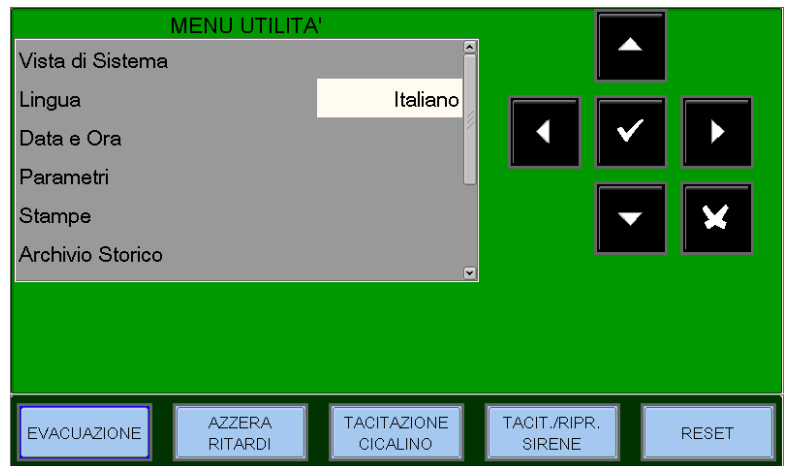 MENU UTILITA'
Vista di Sistema
Lingua Italiano
Data e Ora
Parametri
Stampe
Archivio Storico
EVACUAZIONE
AZZERA
RITARDI
TACITAZIONE
CICALINO
TACIT./RIPR.
SIRENE
RESET